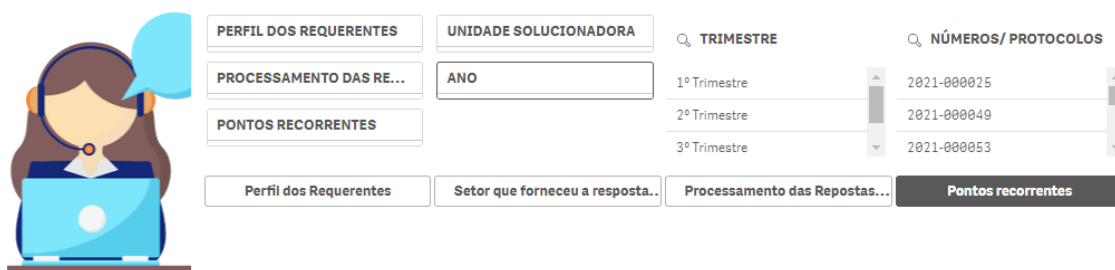 PERFIL DOS REQUERENTES
UNIDADE SOLUCIONADORA
TRIMESTRE
NÚMEROS/ PROTOCOLOS
PROCESSAMENTO DAS RE...
ANO
1º Trimestre
2021-000025
PONTOS RECORRENTES
2º Trimestre
2021-000049
3º Trimestre
2021-000053
Perfil dos Requerentes
Setor que forneceu a resposta..
Processamento das Repostas...
Pontos recorrentes